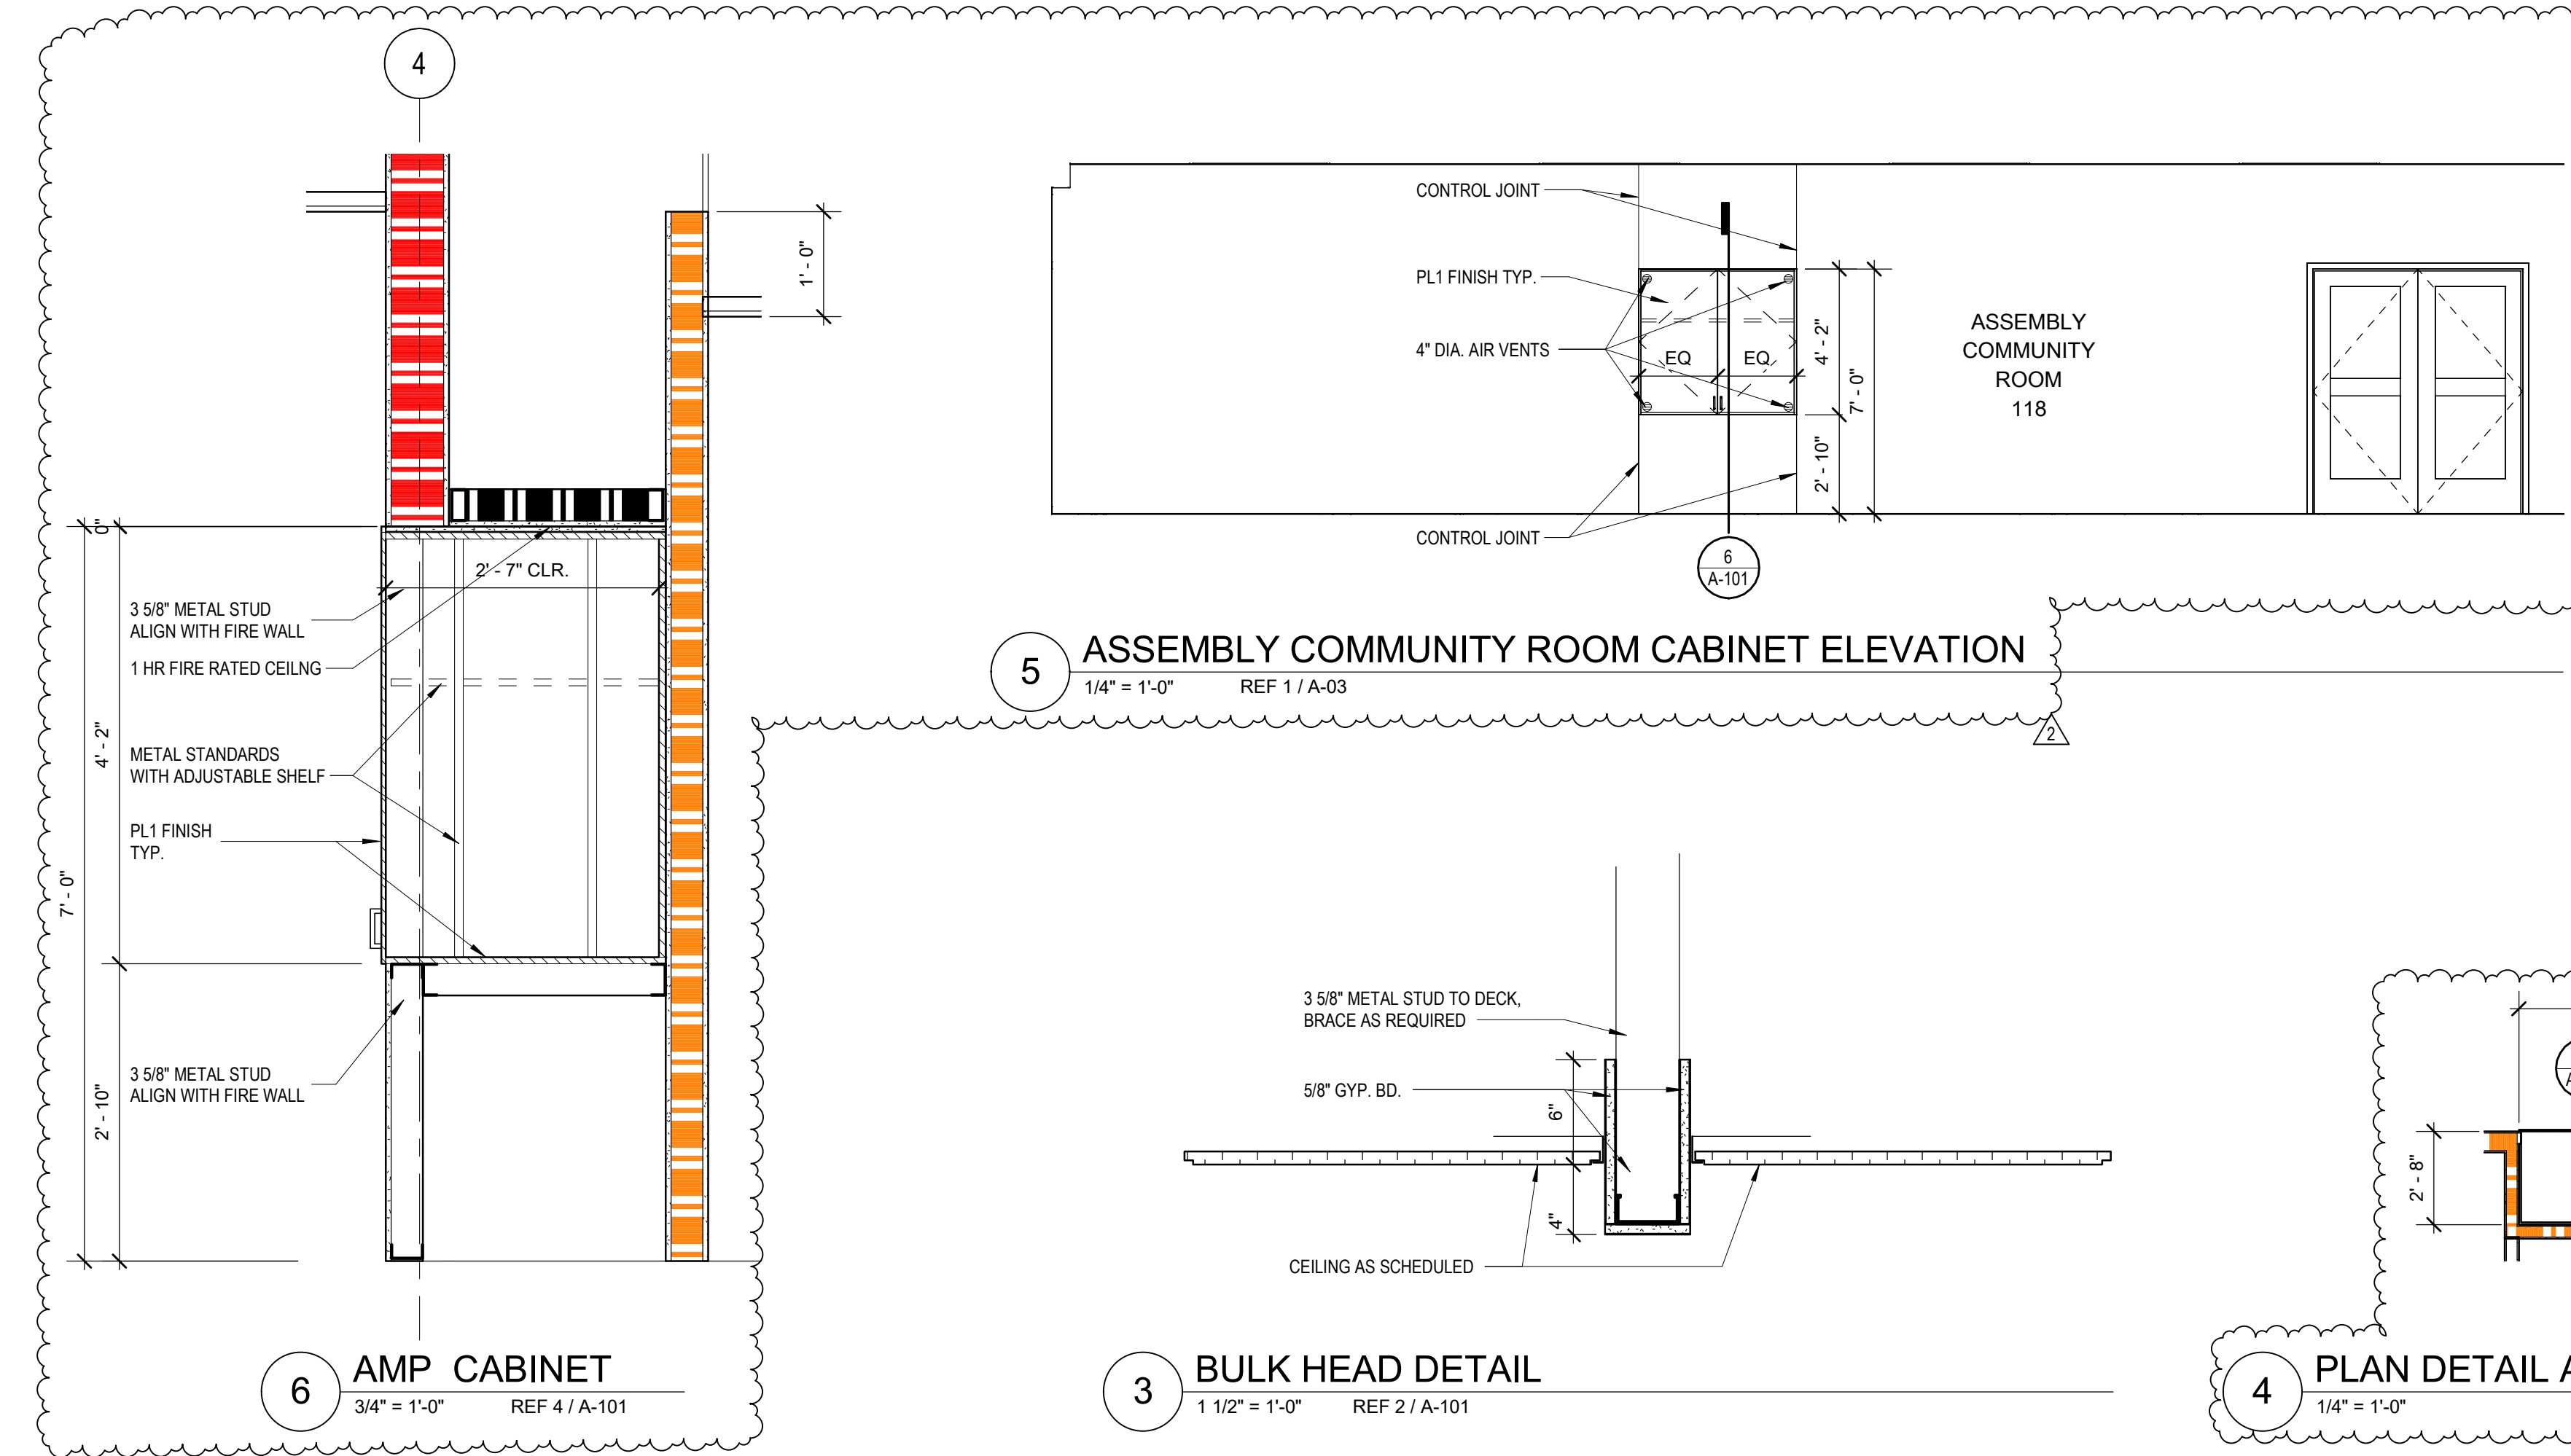 4
1' - 0"
0"
2' - 7" CLR.
3 5/8" METAL STUD
ALIGN WITH FIRE WALL
1 HR FIRE RATED CEILNG
4' - 2"
METAL STANDARDS
WITH ADJUSTABLE SHELF
PL1 FINISH
TYP.
7' - 0"
3 5/8" METAL STUD
ALIGN WITH FIRE WALL
2' - 10"
6
AMP CABINET
3/4" = 1'-0"
REF 4 / A-101
CONTROL JOINT
PL1 FINISH TYP.
4" DIA. AIR VENTS
EQ
EQ
4' - 2"
7' - 0"
2' - 10"
CONTROL JOINT
6
A-101
ASSEMBLY
COMMUNITY
ROOM
118
5
ASSEMBLY COMMUNITY ROOM CABINET ELEVATION
1/4" = 1'-0"
REF 1 / A-03
2
3 5/8" METAL STUD TO DECK,
BRACE AS REQUIRED
5/8" GYP. BD.
6"
4"
CEILING AS SCHEDULED
3
BULK HEAD DETAIL
1 1/2" = 1'-0"
REF 2 / A-101
2' - 8"
4
PLAN DETAIL
1/4" = 1'-0"